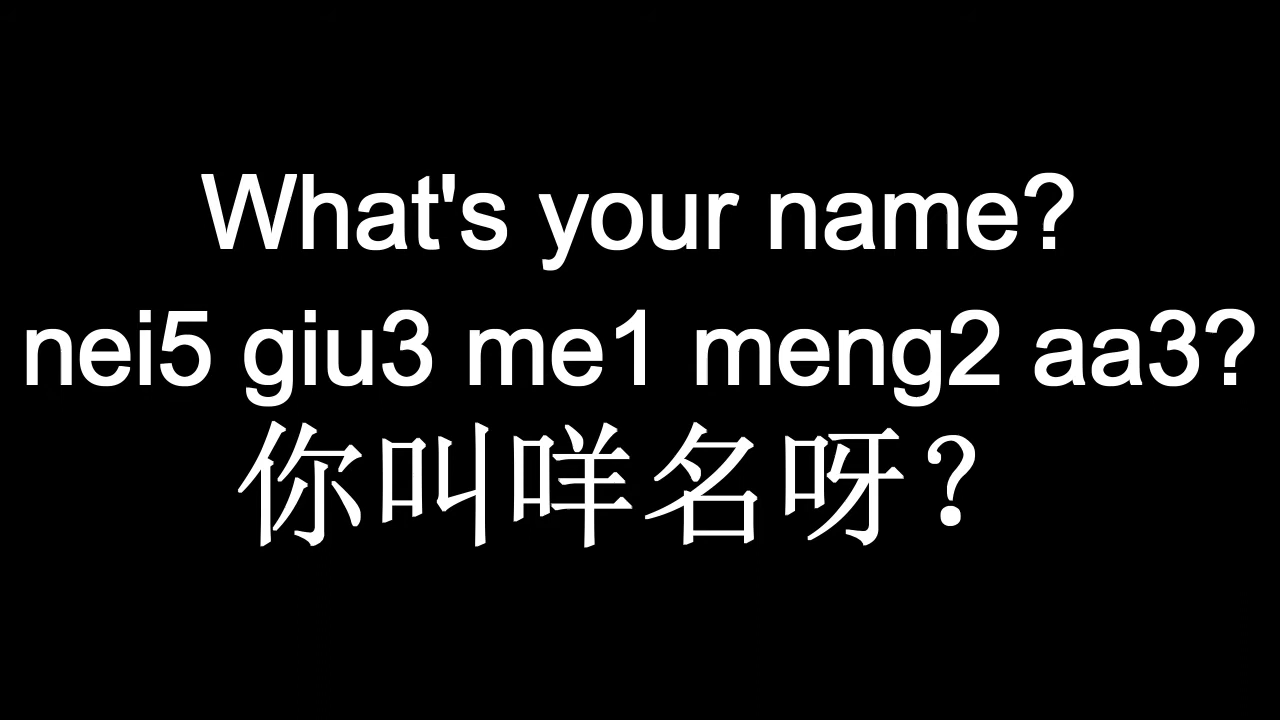 What's your name?
nei5 giu3 me1 meng2 aa3?
你叫咩名呀？